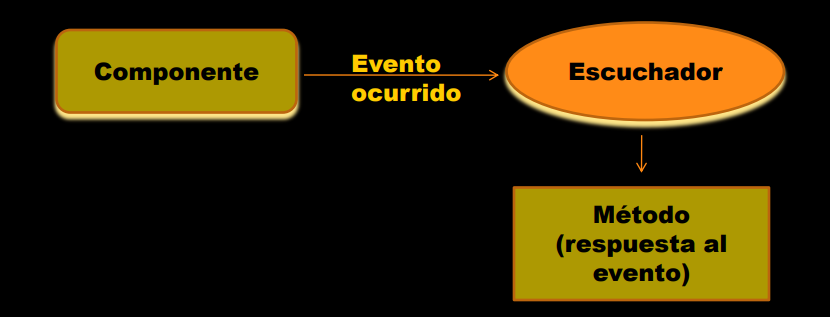 Componente
Evento
ocurrido
Escuchador
Método
(respuesta al
evento)